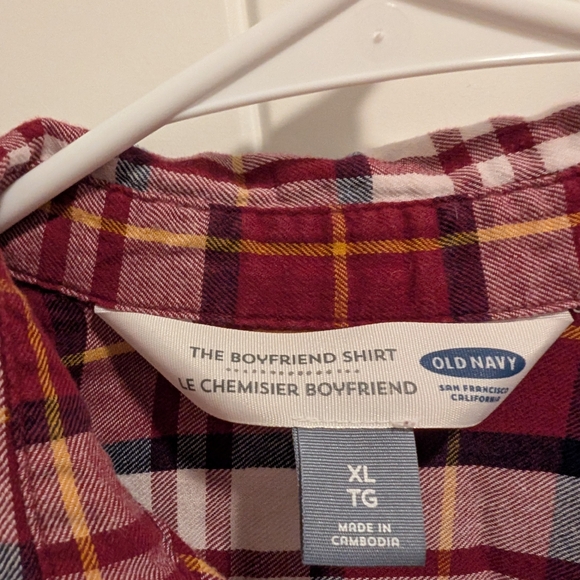 THE BOYFRIEND SHIRT
LE CHEMISIER BOYFRIEND
OLD NAVY
SAN FRANCISCO
CALIFORNIA
XL
TG
MADE IN
CAMBODIA